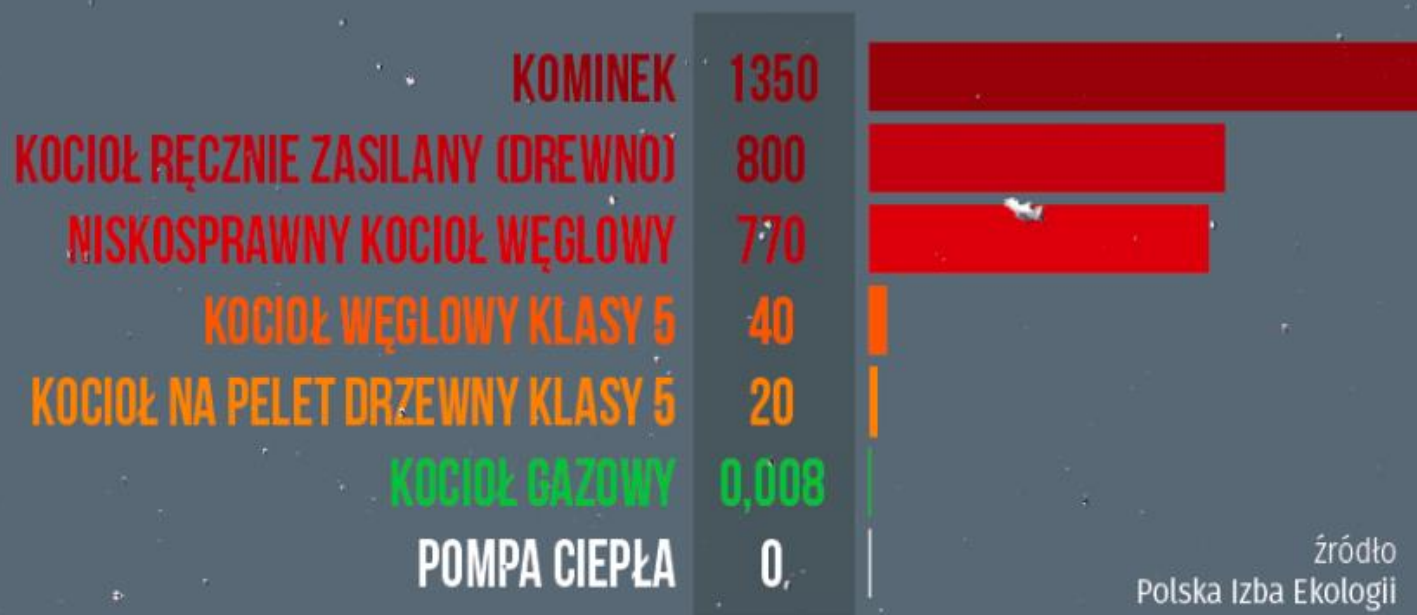 KOMINEK 1350
KOCIOŁ RĘCZNIE ZASILANY (DREWNO) 800
NISKOSPRAWNY KOCIOŁ WĘGLOWY 770
KOCIOŁ WĘGLOWY KLASY 5 40
KOCIOŁ NA PELET DRZEWNY KLASY 5 20
KOCIOŁ GAZOWY 0,008
POMPA CIEPŁA 0
źródło
Polska Izba Ekologii